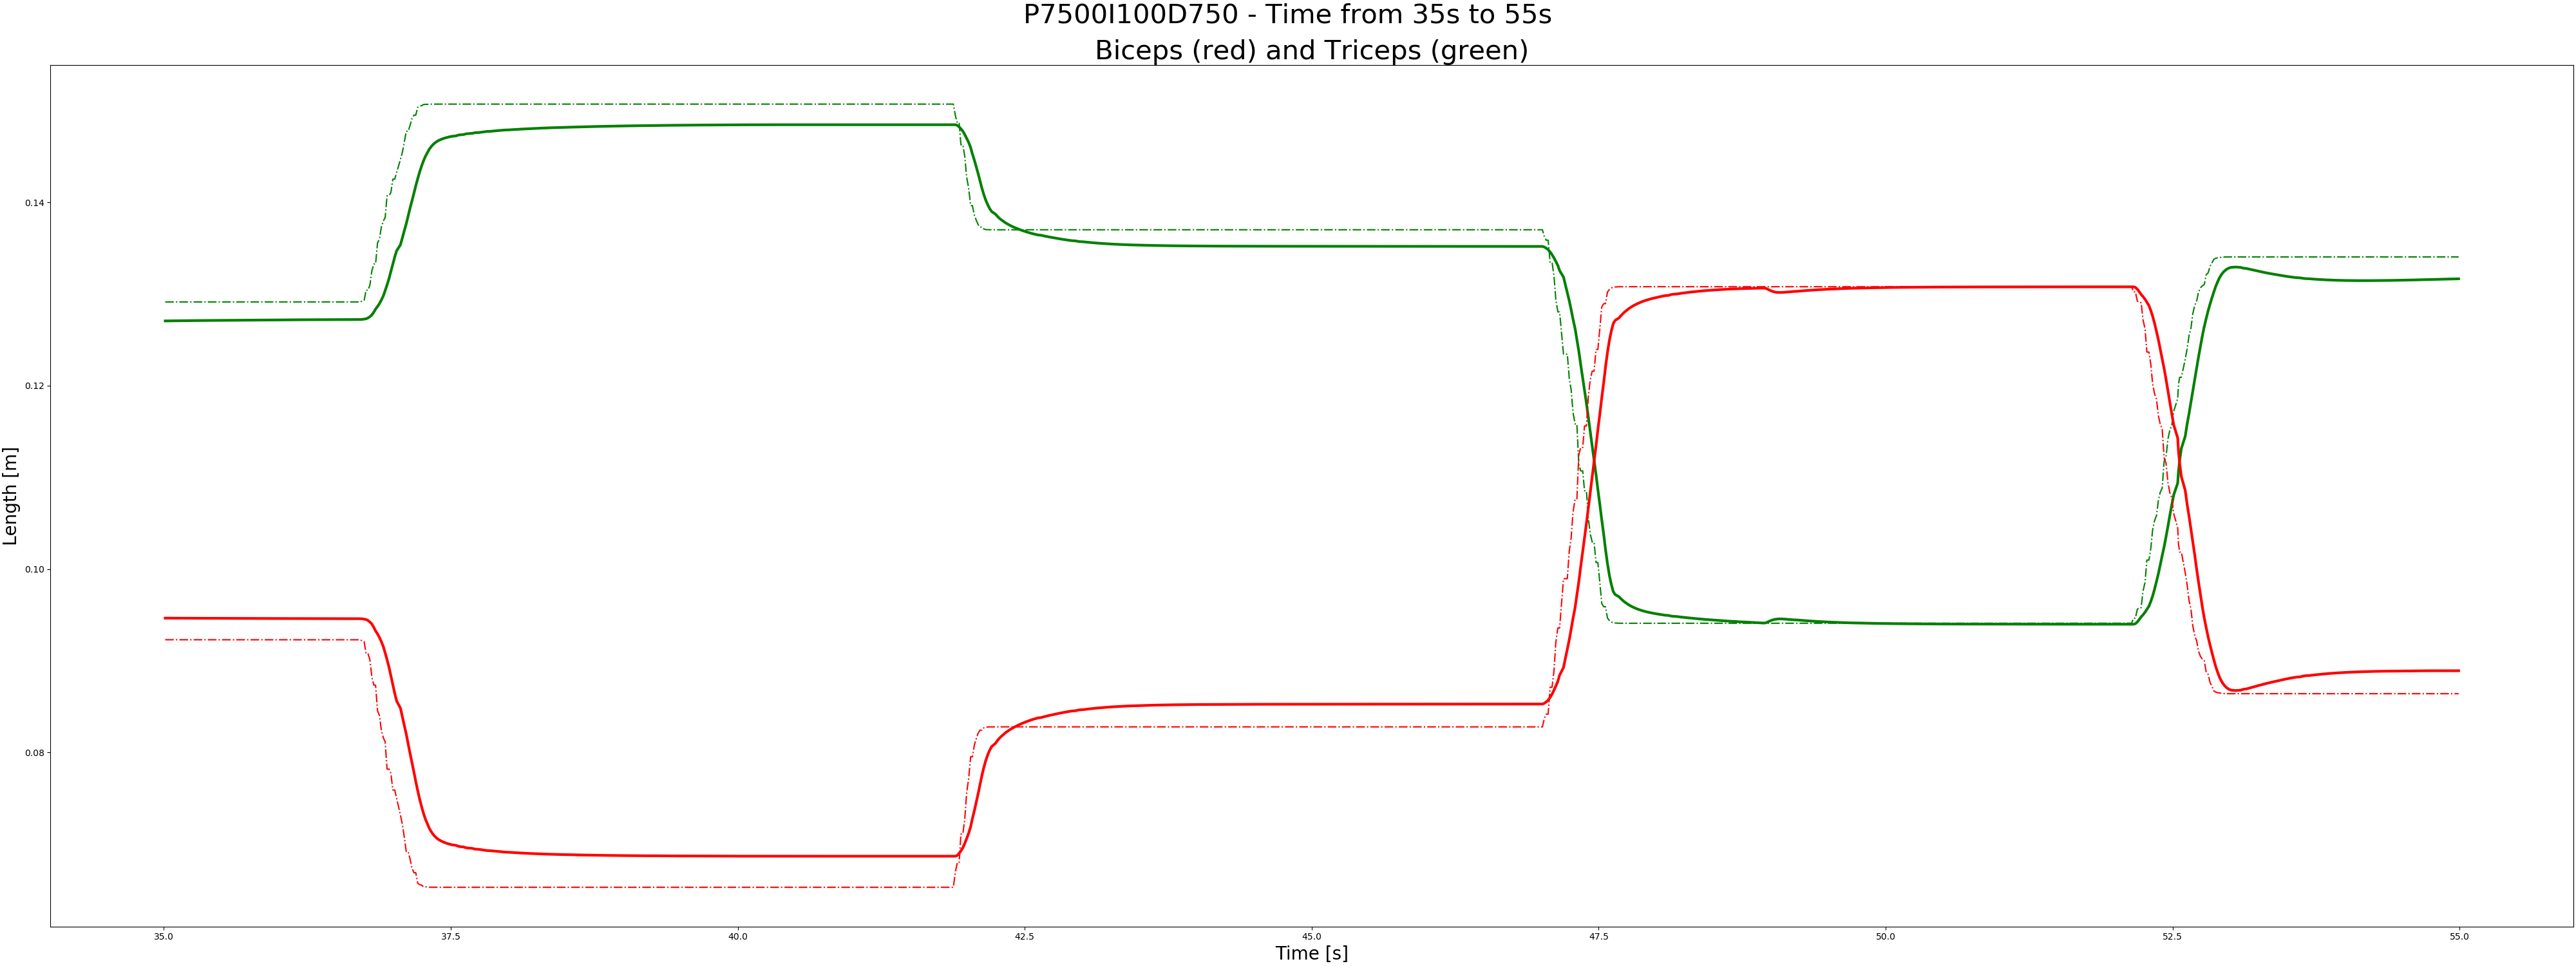 P7500I100D750 - Time from 35s to 55s
Biceps (red) and Triceps (green)
Length [m]
0.14
0.12
0.10
0.08
35.0 37.5 40.0 42.5 45.0 47.5 50.0 52.5 55.0
Time [s]